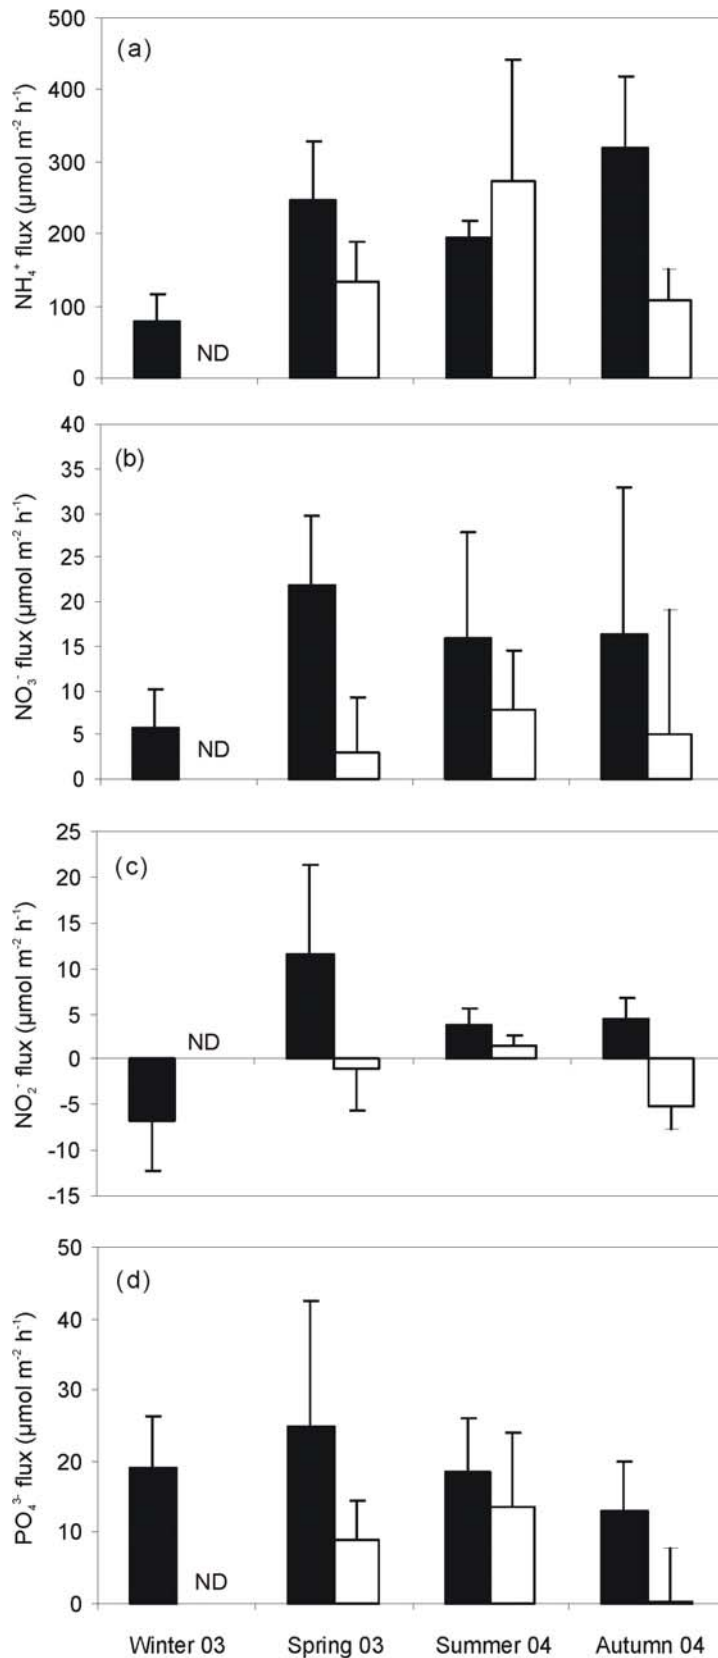 500
(a)
400
300
200
100
0
NH₄⁺ flux (µmol m⁻² h⁻¹)
ND
40
(b)
35
30
25
20
15
10
5
0
NO₃⁻ flux (µmol m⁻² h⁻¹)
ND
25
(c)
20
15
10
5
0
-5
-10
-15
NO₂⁻ flux (µmol m⁻² h⁻¹)
ND
50
(d)
40
30
20
10
0
PO₄³⁻ flux (µmol m⁻² h⁻¹)
ND
Winter 03 Spring 03 Summer 04 Autumn 04